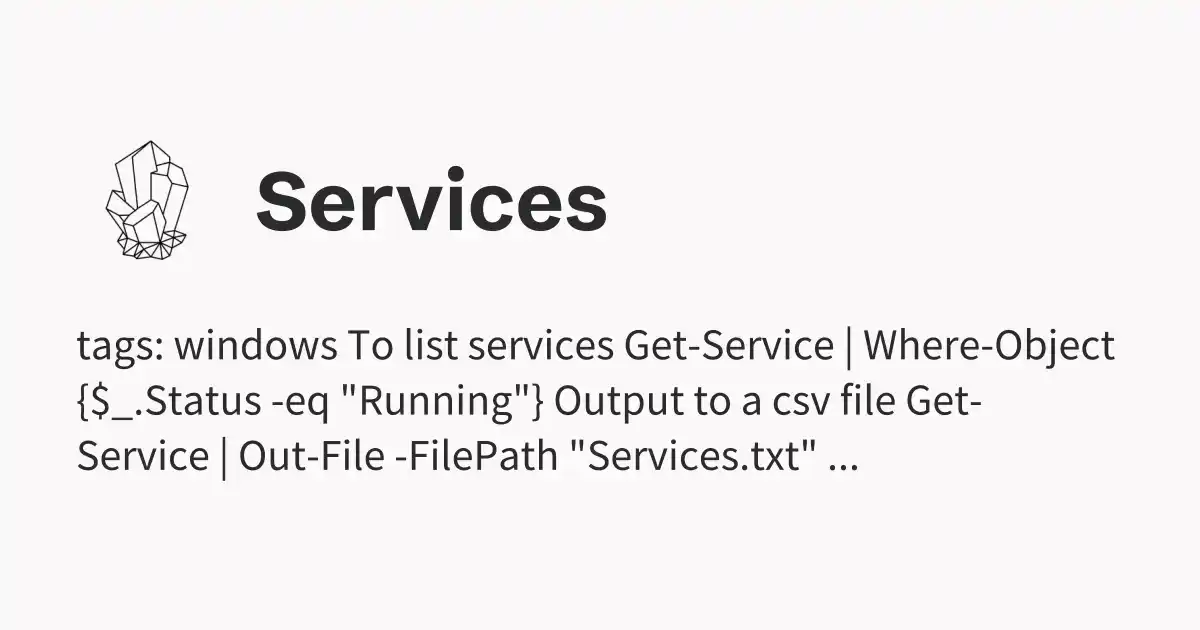 Services
tags: windows To list services Get-Service | Where-Object
{$_.Status -eq "Running"} Output to a csv file Get-
Service | Out-File -FilePath "Services.txt" ...